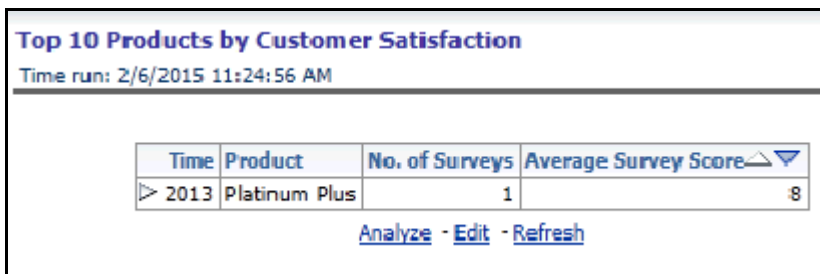 Top 10 Products by Customer Satisfaction
Time run: 2/6/2015 11:24:56 AM
Time Product No. of Surveys Average Survey Score
2013 Platinum Plus 1 8
Analyze - Edit - Refresh